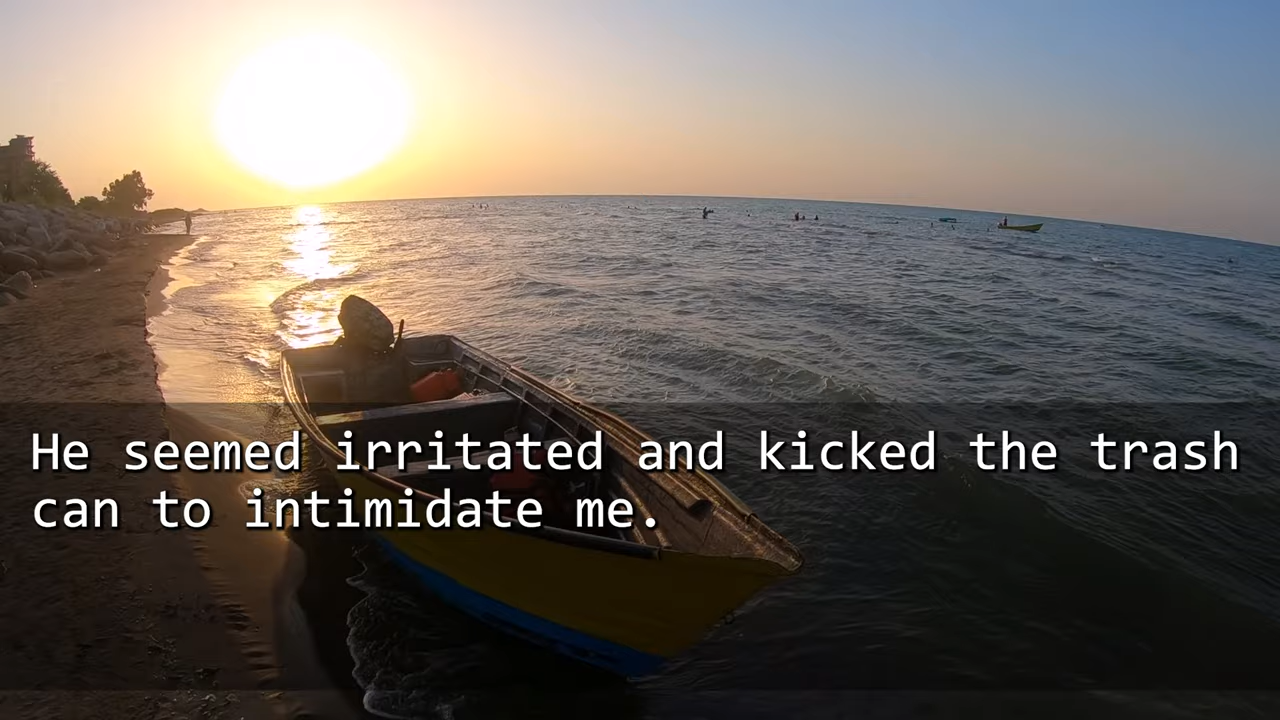 He seemed irritated and kicked the trash
can to intimidate me.